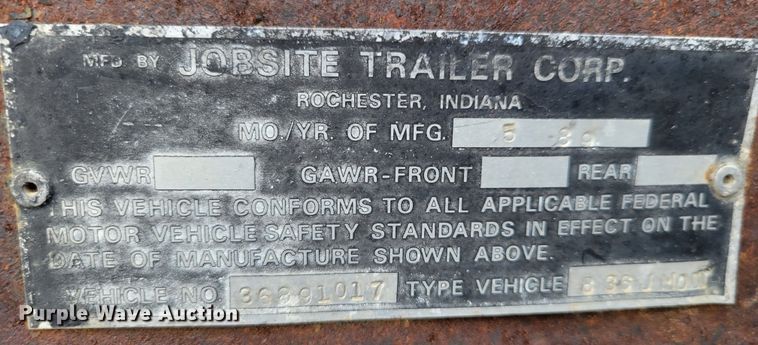 MFD BY JOBSITE TRAILER CORP.
ROCHESTER, INDIANA
MO./YR. OF MFG. 5
GVWR GAWR-FRONT REAR
THIS VEHICLE CONFORMS TO ALL APPLICABLE FEDERAL
MOTOR VEHICLE SAFETY STANDARDS IN EFFECT ON THE
DATE OF MANUFACTURE SHOWN ABOVE.
VEHICLE NO 36891017 TYPE VEHICLE
Purple Wave Auction